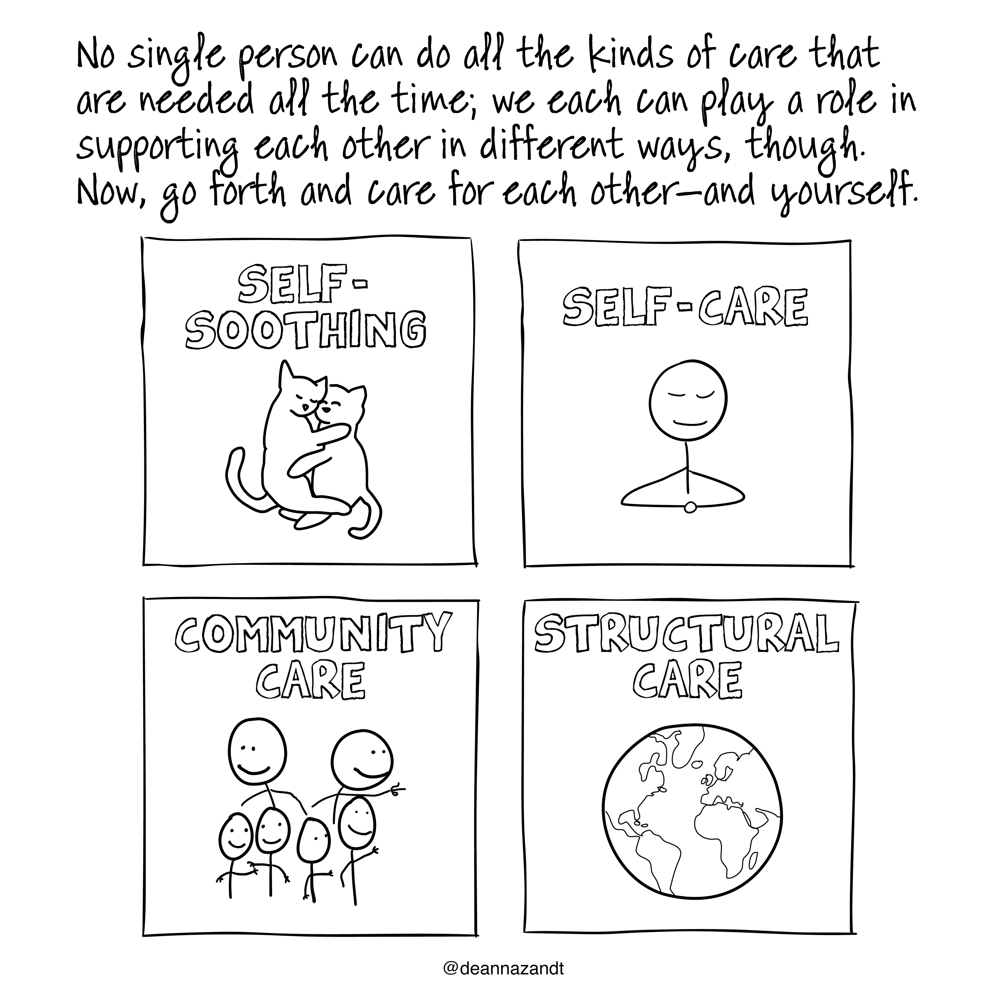 No single person can do all the kinds of care that
are needed all the time; we each can play a role in
supporting each other in different ways, though.
Now, go forth and care for each other—and yourself.
SELF-
SOOTHING
SELF-CARE
COMMUNITY
CARE
STRUCTURAL
CARE
@deannazandt